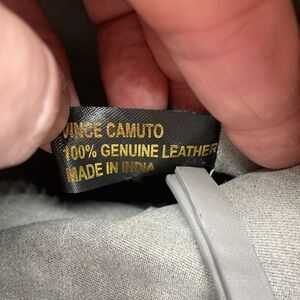 VINCE CAMUTO
100% GENUINE LEATHER
MADE IN INDIA